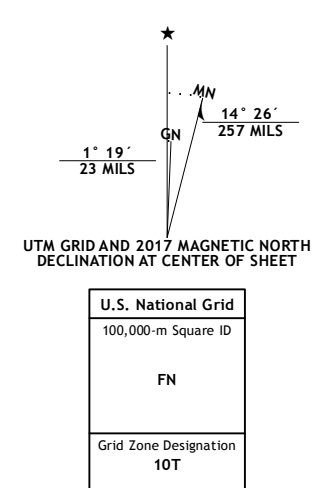 ★
MN
GN
14° 26´
257 MILS
1° 19´
23 MILS
UTM GRID AND 2017 MAGNETIC NORTH
DECLINATION AT CENTER OF SHEET
U.S. National Grid
100,000-m Square ID
FN
Grid Zone Designation
10T